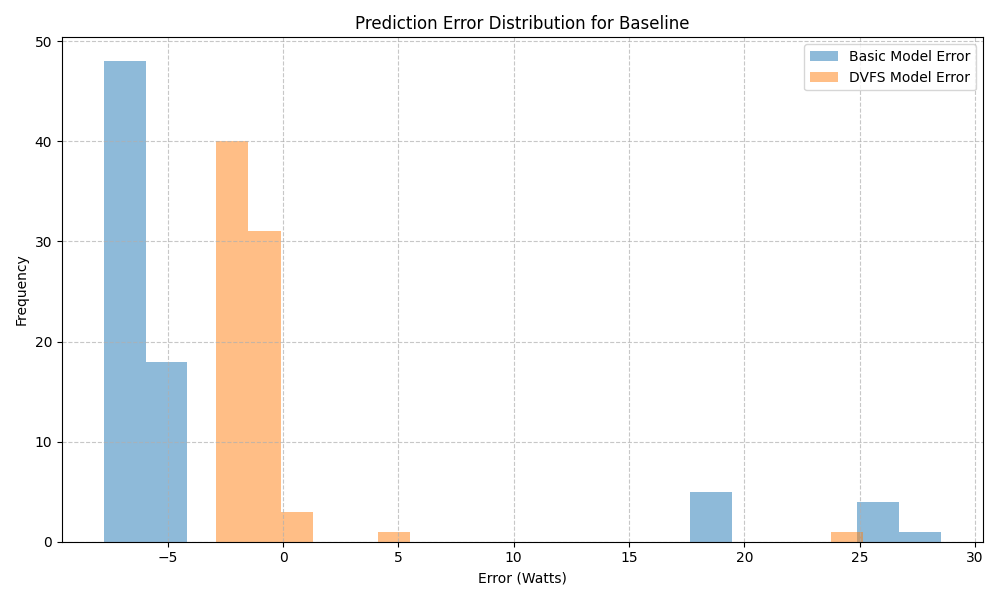 Prediction Error Distribution for Baseline
Basic Model Error
DVFS Model Error
50
40
30
20
10
0
Frequency
−5
0
5
10
15
20
25
30
Error (Watts)